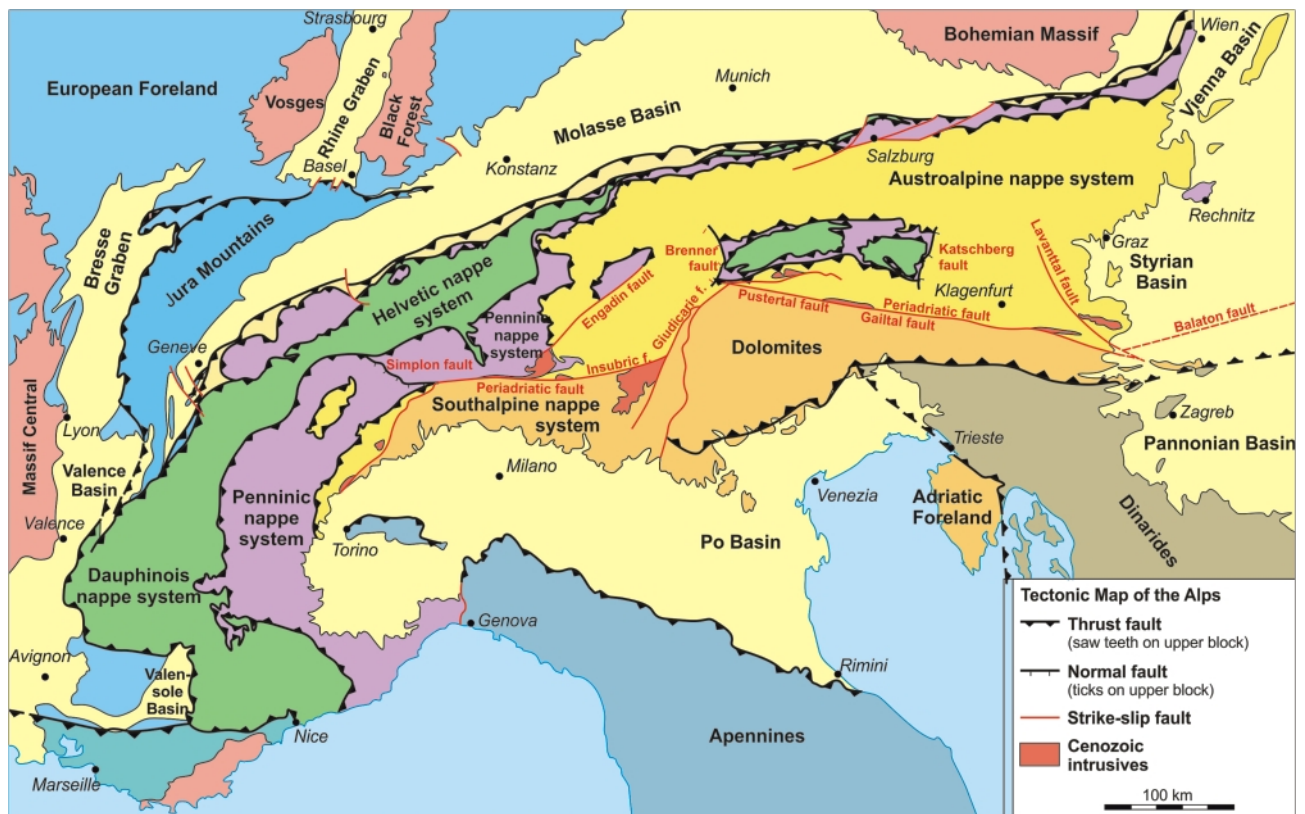 Strasbourg
Wien
Bohemian Massif
European Foreland
Vosges
Rhine Graben
Black
Forest
Munich
Vienna Basin
Molasse Basin
Basel
Konstanz
Salzburg
Austroalpine nappe system
Rechnitz
Bresse
Graben
Jura Mountains
Graz
Styrian
Basin
Lavanttal fault
Katschberg
fault
Brenner
fault
Helvetic nappe
system
Engadin fault
Klagenfurt
Penninic
nappe
system
Giudicarie f.
Pustertal fault
Periadriatic fault
Gailtal fault
Balaton fault
Geneve
Simplon fault
Insubric f.
Dolomites
Periadriatic fault
Southalpine nappe
system
Massif Central
Lyon
Zagreb
Pannonian Basin
Trieste
Valence
Basin
Milano
Venezia
Adriatic
Foreland
Penninic
nappe
system
Valence
Torino
Po Basin
Dinarides
Dauphinois
nappe system
Genova
Avignon
Valen-
sole
Basin
Rimini
Nice
Apennines
Marseille
Tectonic Map of the Alps
Thrust fault
(saw teeth on upper block)
Normal fault
(ticks on upper block)
Strike-slip fault
Cenozoic
intrusives
100 km